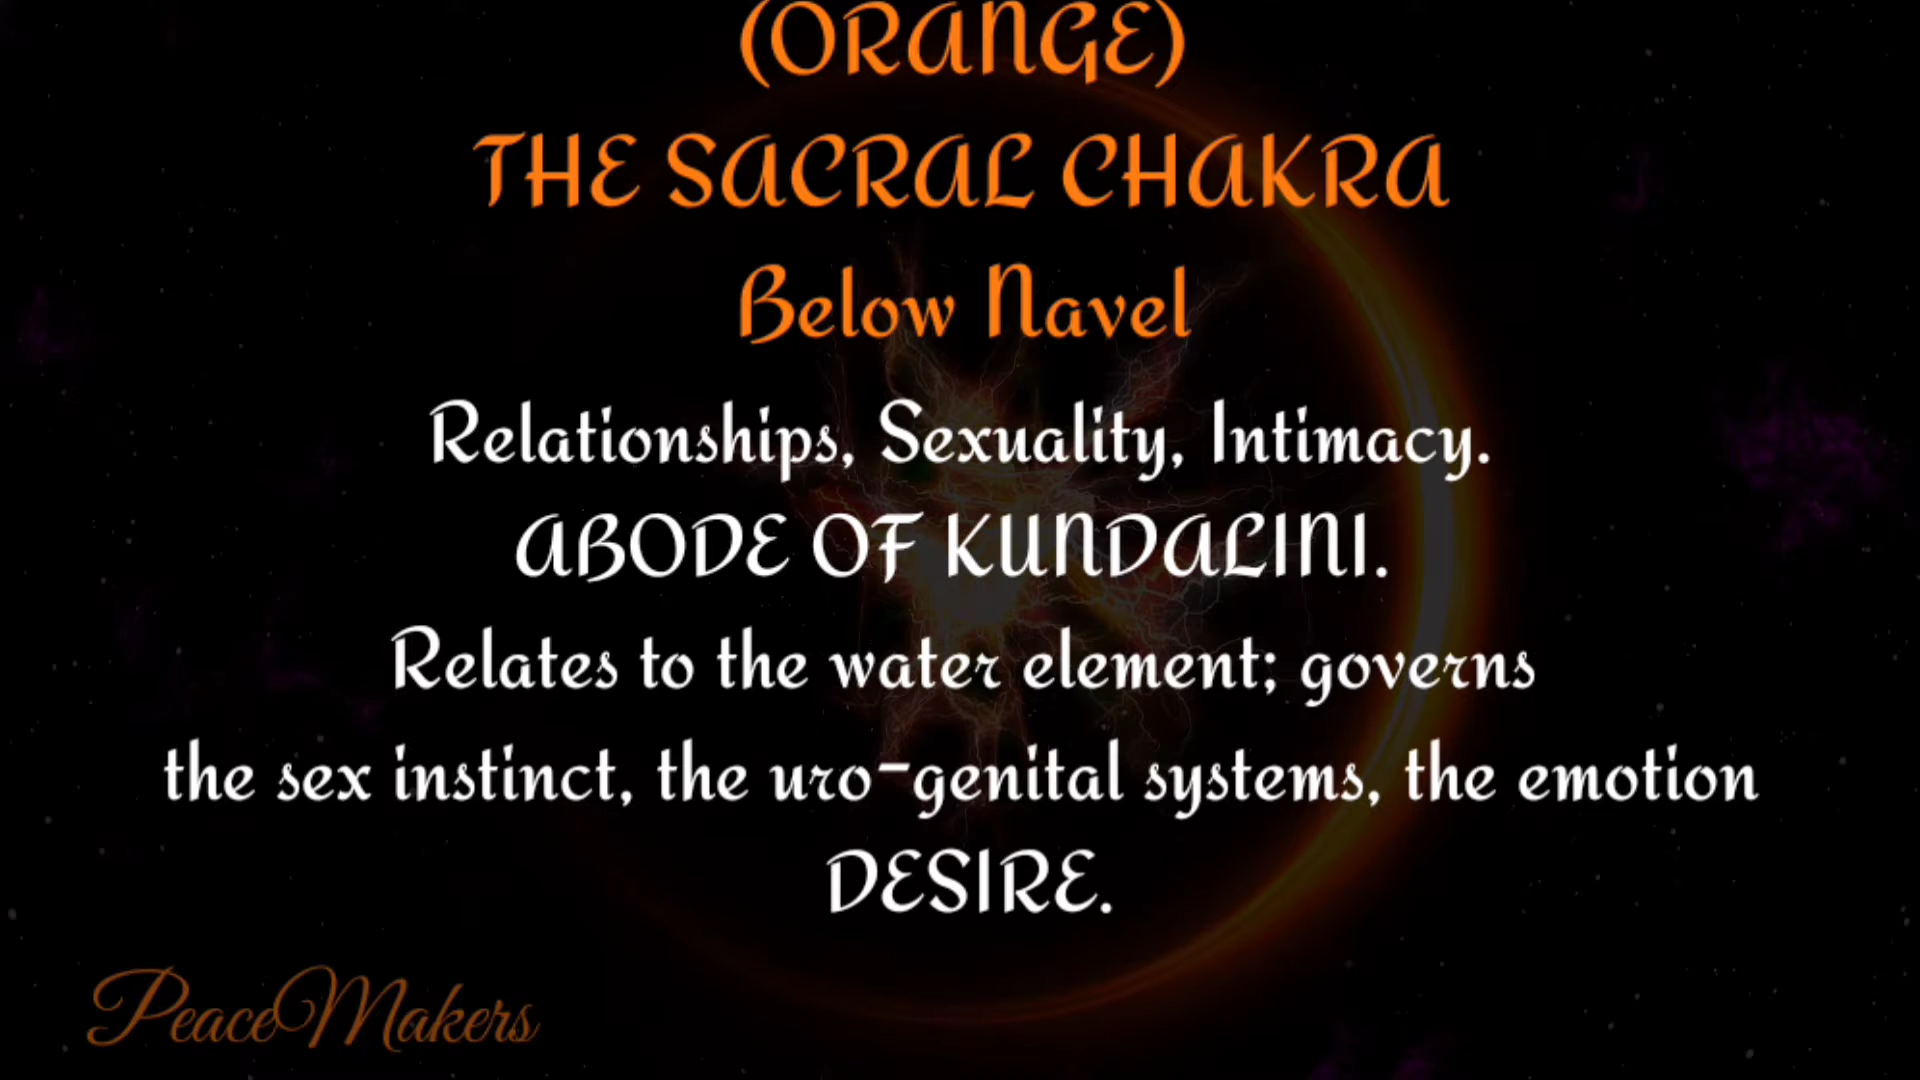 (ORANGE)
THE SACRAL CHAKRA
Below Navel
Relationships, Sexuality, Intimacy.
ABODE OF KUNDALINI.
Relates to the water element; governs
the sex instinct, the uro-genital systems, the emotion
DESIRE.
PeaceMakers